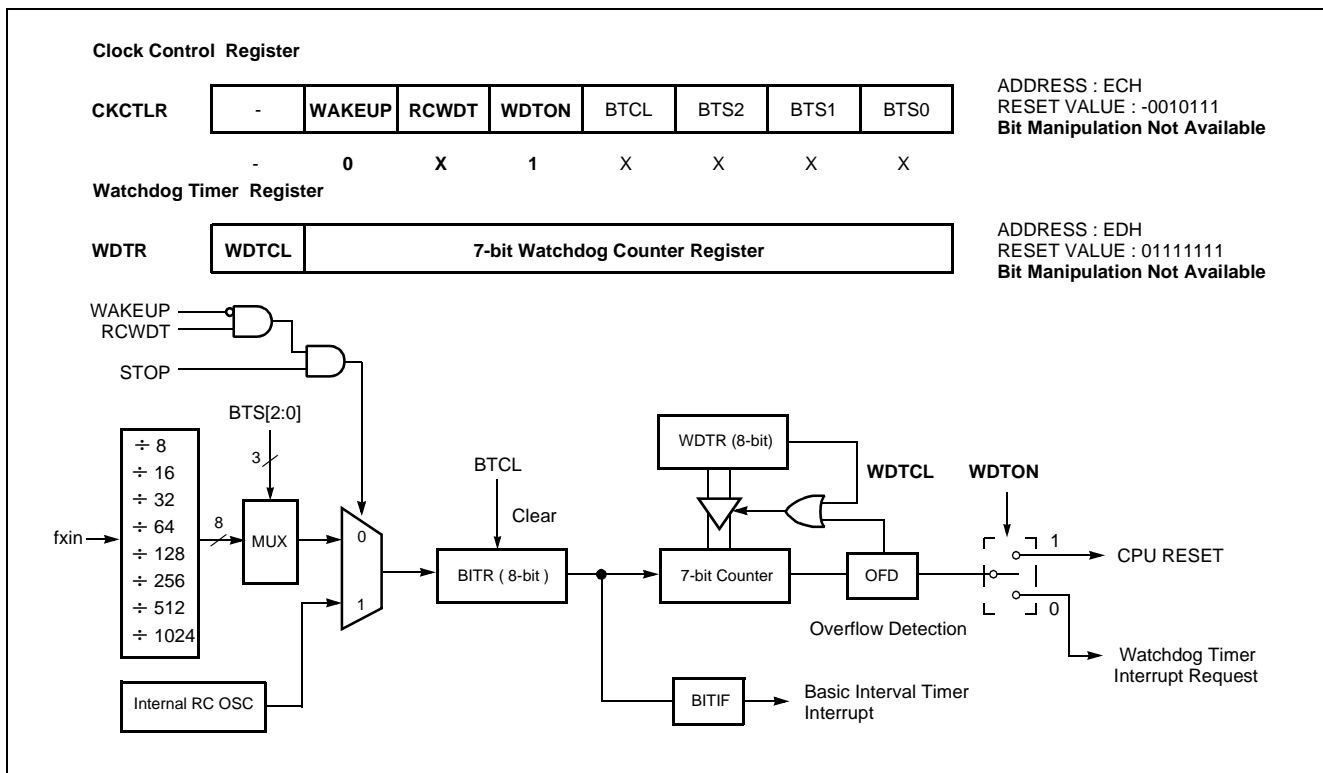 Clock Control Register
CKCTLR
- WAKEUP RCWDT WDTON BTCL BTS2 BTS1 BTS0
ADDRESS : ECH
RESET VALUE : -0010111
Bit Manipulation Not Available
- 0 X 1 X X X X
Watchdog Timer Register
WDTR
WDTCL 7-bit Watchdog Counter Register
ADDRESS : EDH
RESET VALUE : 01111111
Bit Manipulation Not Available
WAKEUP
RCWDT
STOP
BTS[2:0]
3
fxin
÷ 8
÷ 16
÷ 32
÷ 64
÷ 128
÷ 256
÷ 512
÷ 1024
8
MUX
0
1
Internal RC OSC
BTCL
Clear
BITR ( 8-bit )
WDTR (8-bit)
WDTCL
WDTON
7-bit Counter
OFD
Overflow Detection
1
CPU RESET
0
Watchdog Timer
Interrupt Request
BITIF
Basic Interval Timer
Interrupt